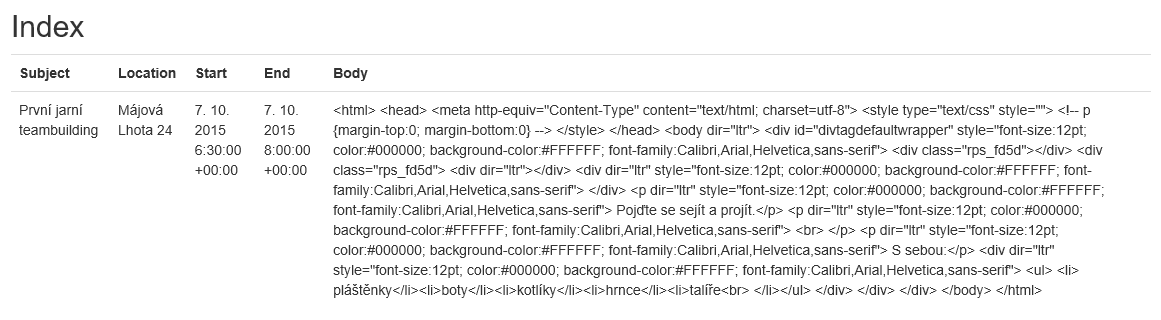 Index
Subject Location Start End Body
První jarní teambuilding
Májová Lhota 24
7. 10. 2015 6:30:00 +00:00
7. 10. 2015 8:00:00 +00:00
<html> <head> <meta http-equiv="Content-Type" content="text/html; charset=utf-8"> <style type="text/css" style=""> <!-- p
{margin-top:0; margin-bottom:0} --> </style> </head> <body dir="ltr"> <div id="divtagdefaultwrapper" style="font-size:12pt;
color:#000000; background-color:#FFFFFF; font-family:Calibri,Arial,Helvetica,sans-serif"> <div class="rps_fd5d"></div> <div
class="rps_fd5d"> <div dir="ltr"></div> <div dir="ltr" style="font-size:12pt; color:#000000; background-color:#FFFFFF; font-
family:Calibri,Arial,Helvetica,sans-serif"> </div> <p dir="ltr" style="font-size:12pt; color:#000000; background-color:#FFFFFF;
font-family:Calibri,Arial,Helvetica,sans-serif"> Pojďte se sejít a projít.</p> <p dir="ltr" style="font-size:12pt; color:#000000;
background-color:#FFFFFF; font-family:Calibri,Arial,Helvetica,sans-serif"> <br> </p> <p dir="ltr" style="font-size:12pt;
color:#000000; background-color:#FFFFFF; font-family:Calibri,Arial,Helvetica,sans-serif"> S sebou:</p> <div dir="ltr"
style="font-size:12pt; color:#000000; background-color:#FFFFFF; font-family:Calibri,Arial,Helvetica,sans-serif"> <ul> <li>
pláštěnky</li><li>boty</li><li>kotlíky</li><li>hrnce</li><li>talíře<br> </li></ul> </div> </div> </div> </body> </html>